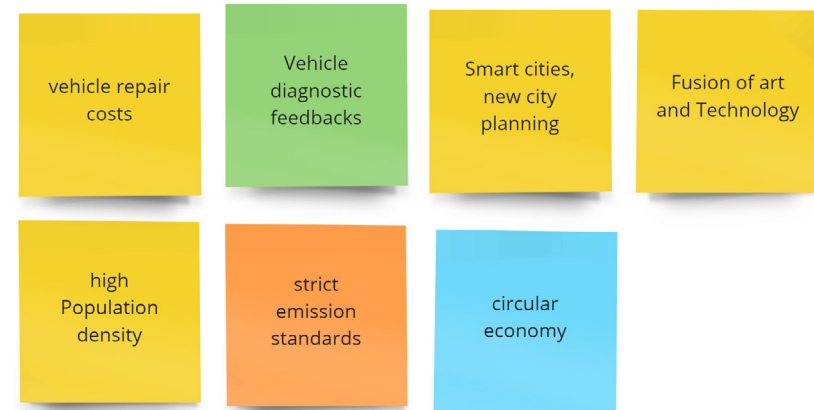 vehicle repair
costs
Vehicle
diagnostic
feedbacks
Smart cities,
new city
planning
Fusion of art
and Technology
high
Population
density
strict
emission
standards
circular
economy